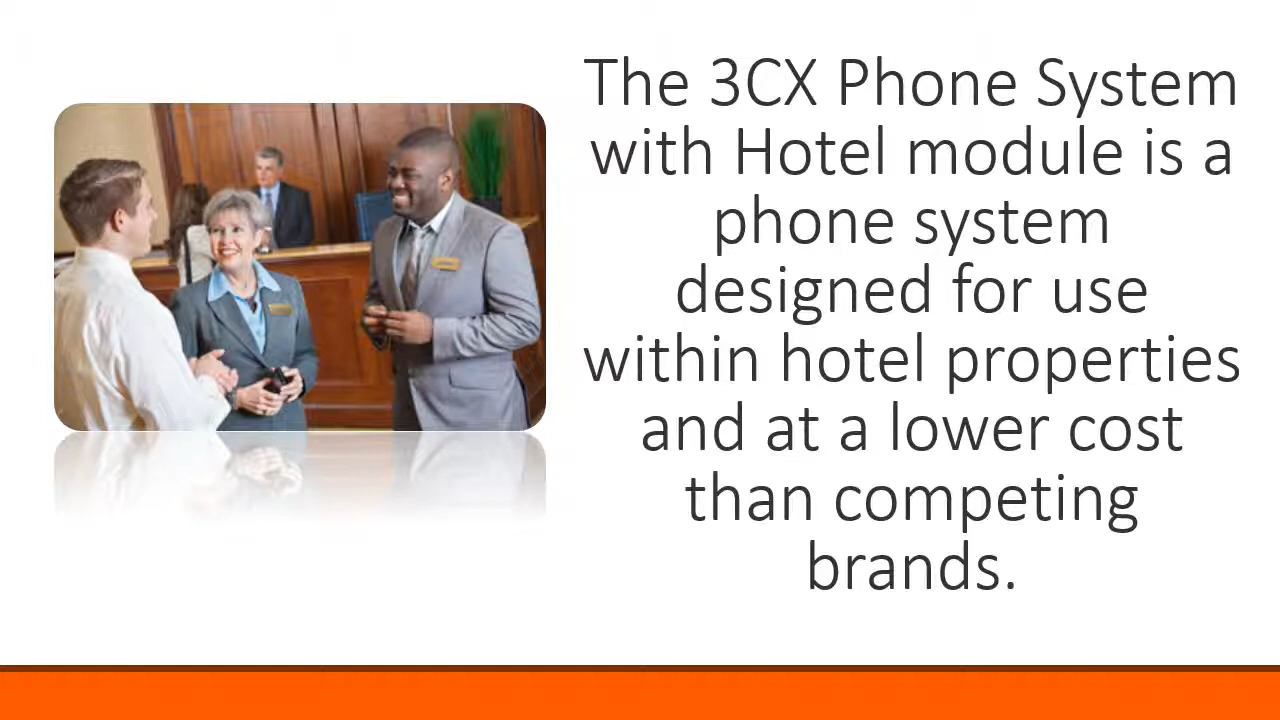 The 3CX Phone System
with Hotel module is a
phone system
designed for use
within hotel properties
and at a lower cost
than competing
brands.